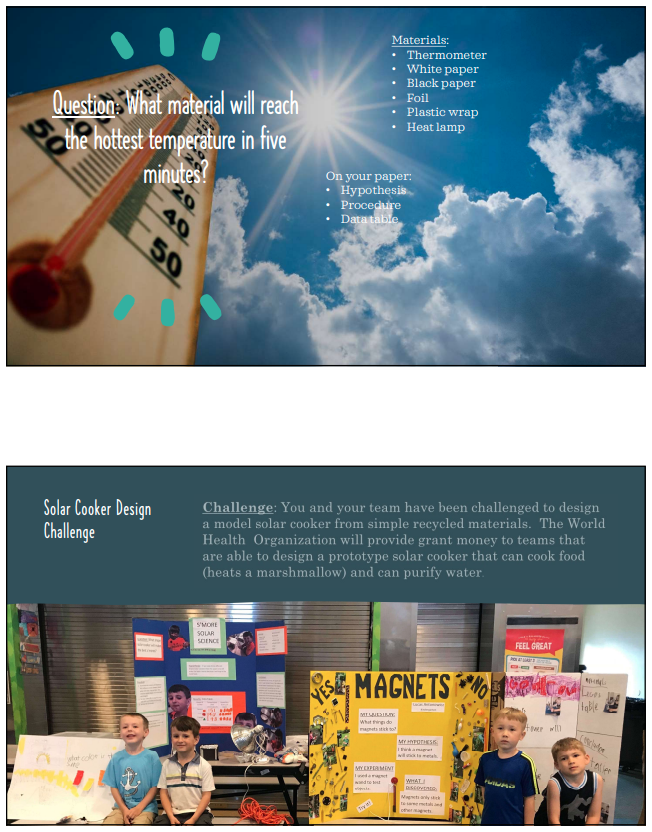 Question: What material will reach
the hottest temperature in five
minutes?
Materials:
• Thermometer
• White paper
• Black paper
• Foil
• Plastic wrap
• Heat lamp
On your paper:
• Hypothesis
• Procedure
• Data table
50
20
40
50
Solar Cooker Design
Challenge
Challenge: You and your team have been challenged to design
a model solar cooker from simple recycled materials. The World
Health Organization will provide grant money to teams that
are able to design a prototype solar cooker that can cook food
(heats a marshmallow) and can purify water
S'MORE
SOLAR
SCIENCE
FEEL GREAT
YES MAGNETS NO
MY QUESTION:
What things do
magnets stick to?
MY HYPOTHESIS:
I think a magnet
will stick to metals.
MY EXPERIMENT
I used a magnet
wand to test
objects
WHAT I
DISCOVERED:
Magnets only stick
to some metals and
other magnets.
Try it!